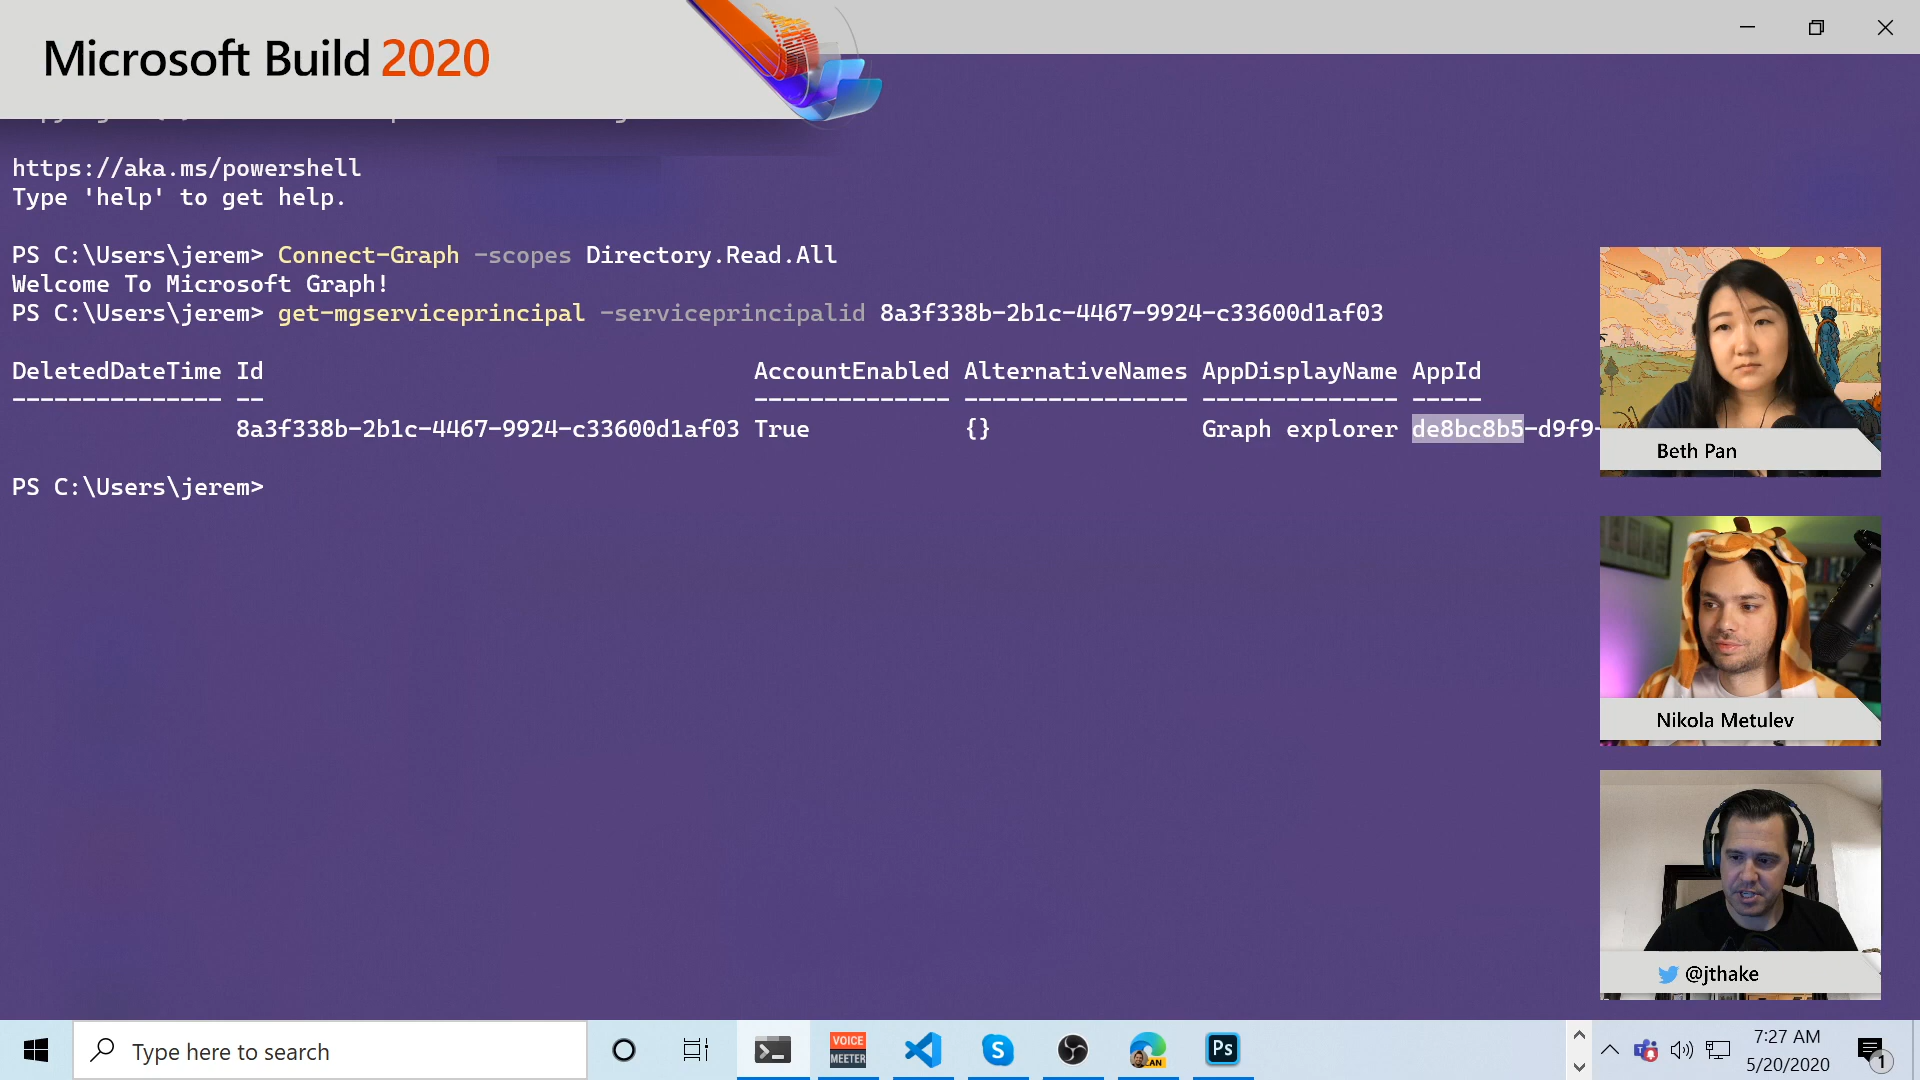 Microsoft Build 2020
https://aka.ms/powershell
Type 'help' to get help.
PS C:\Users\jerem> Connect-Graph -scopes Directory.Read.All
Welcome To Microsoft Graph!
PS C:\Users\jerem> get-mgserviceprincipal -serviceprincipalid 8a3f338b-2b1c-4467-9924-c33600d1af03
DeletedDateTime Id AccountEnabled AlternativeNames AppDisplayName AppId
--------------- -- -------------- ---------------- -------------- -----
8a3f338b-2b1c-4467-9924-c33600d1af03 True {} Graph explorer de8bc8b5-d9f9-
PS C:\Users\jerem>
Beth Pan
Nikola Metulev
@jthake
Type here to search
VOICE
MEETER
S
LAN
Ps
7:27 AM
5/20/2020
1